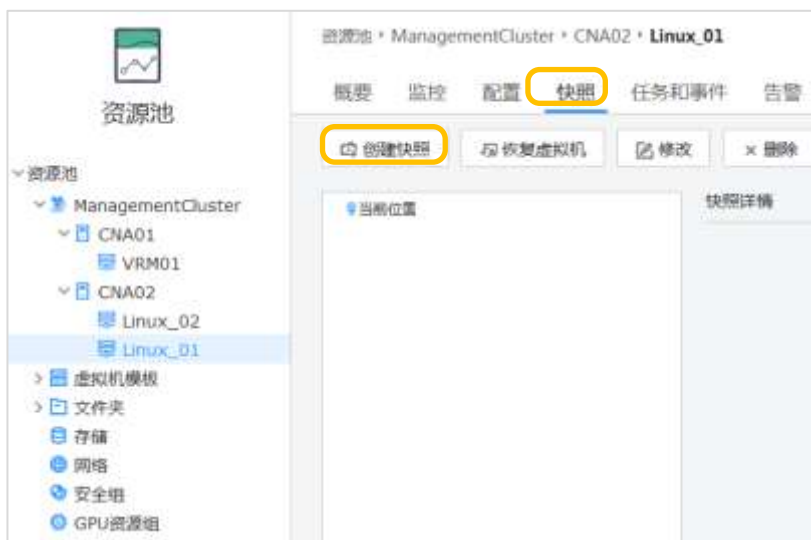 资源池
资源池
ManagementCluster
CNA01
VRM01
CNA02
Linux_02
Linux_01
虚拟机模板
文件夹
存储
网络
安全组
GPU资源组
资源池 ManagementCluster CNA02 Linux_01
概要 监控 配置 快照 任务和事件 告警
创建快照 恢复虚拟机 修改 × 删除
当前位置
快照详情